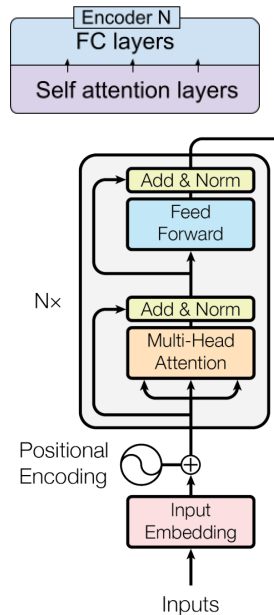 Encoder N
FC layers
Self attention layers
Add & Norm
Feed
Forward
N×
Add & Norm
Multi-Head
Attention
Positional
Encoding
Input
Embedding
Inputs